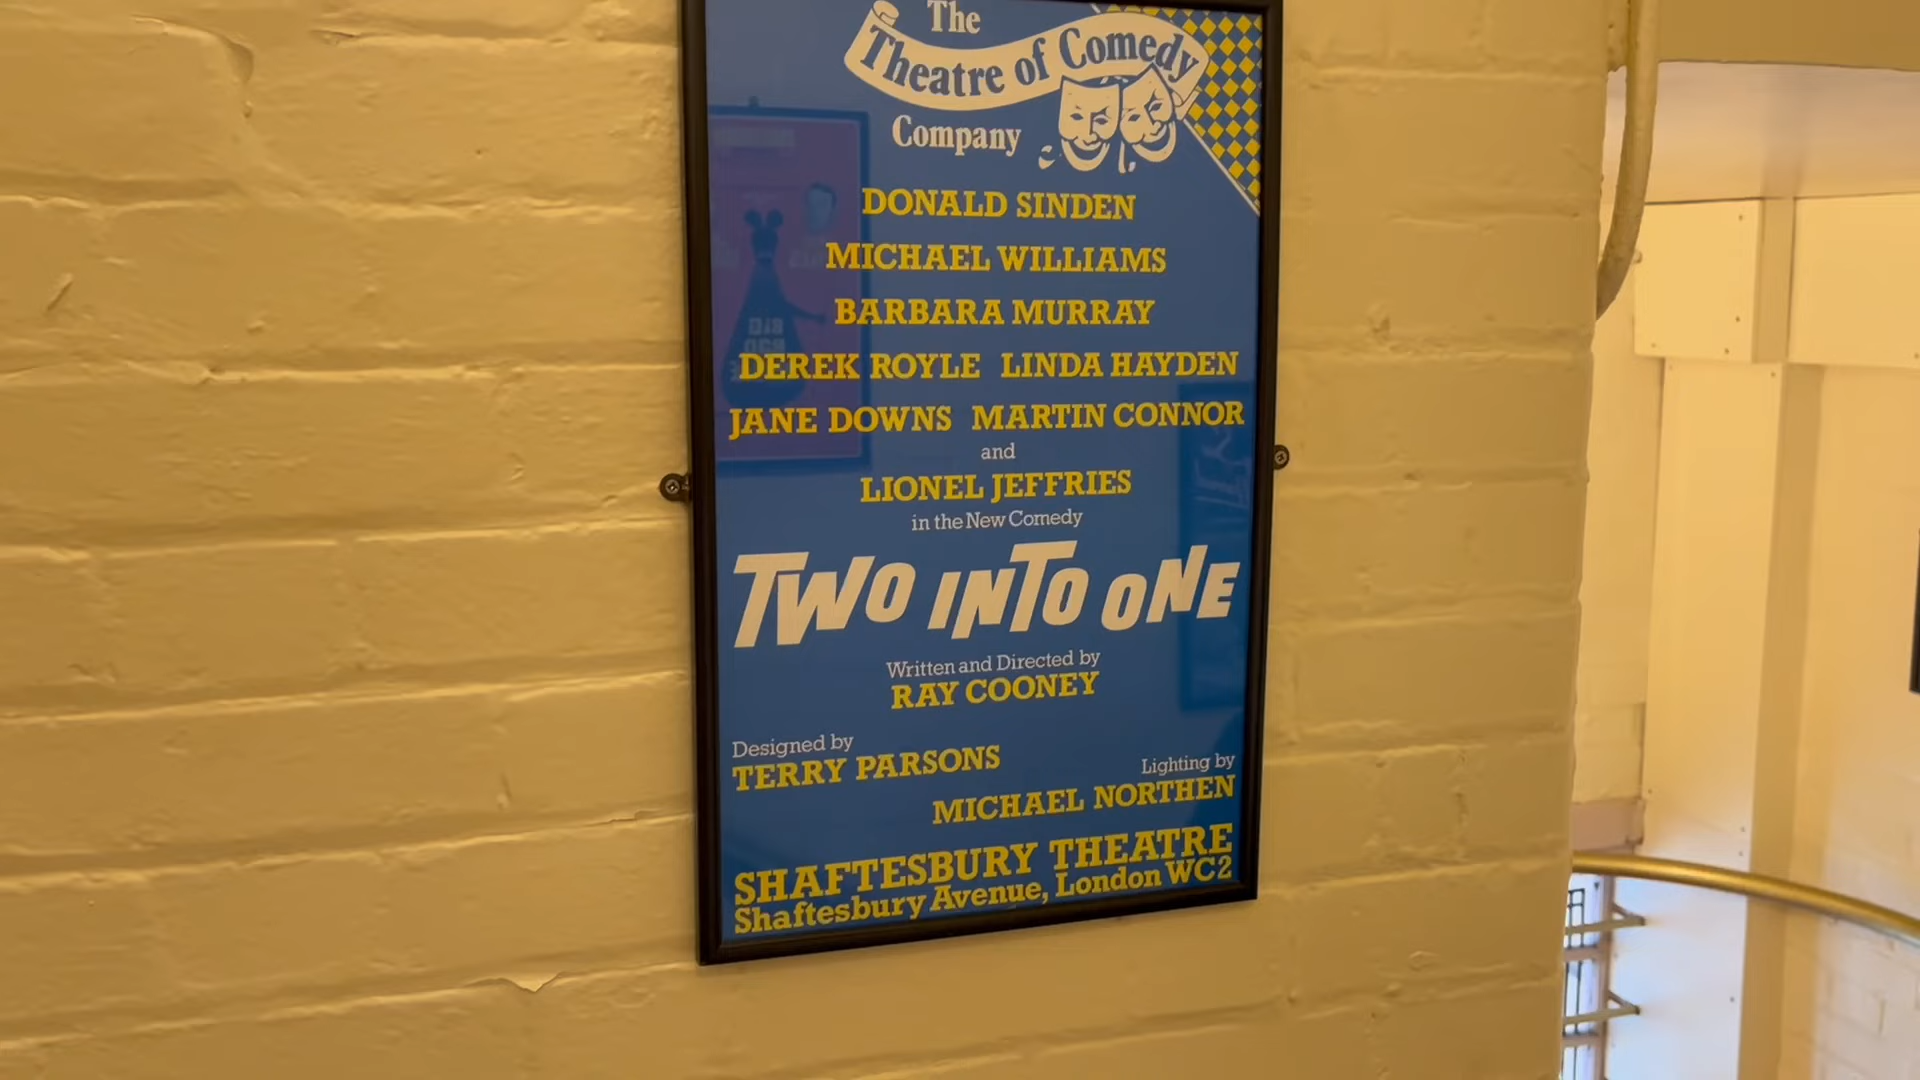 The
Theatre of Comedy
Company
DONALD SINDEN
MICHAEL WILLIAMS
BARBARA MURRAY
DEREK ROYLE LINDA HAYDEN
JANE DOWNS MARTIN CONNOR
and
LIONEL JEFFRIES
in the New Comedy
TWO INTO ONE
Written and Directed by
RAY COONEY
Designed by
TERRY PARSONS
Lighting by
MICHAEL NORTHEN
SHAFTESBURY THEATRE
Shaftesbury Avenue, London WC2